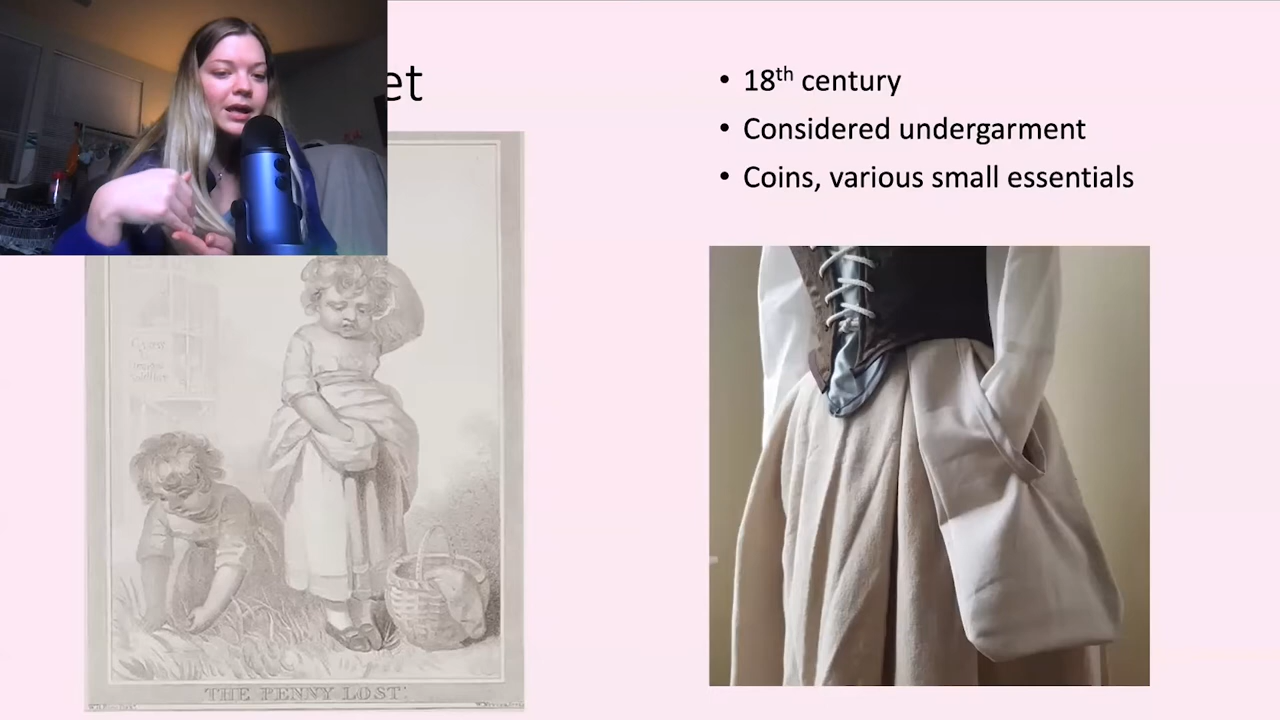 et
• 18th century
• Considered undergarment
• Coins, various small essentials
THE PENNY LOST.